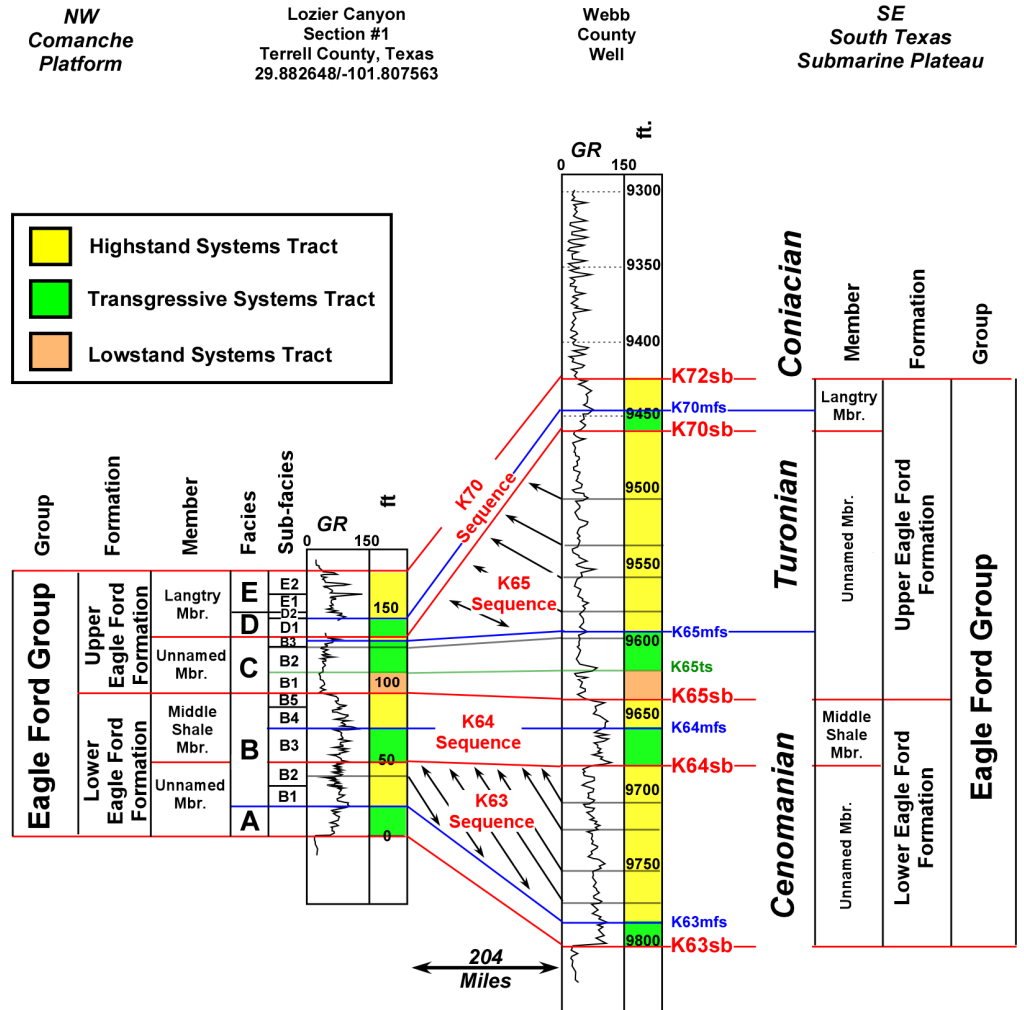 NW
Comanche
Platform
Lozier Canyon
Section #1
Terrell County, Texas
29.882648/-101.807563
Webb
County
Well
SE
South Texas
Submarine Plateau
Highstand Systems Tract
Transgressive Systems Tract
Lowstand Systems Tract
GR
0
150
ft.
9300
9350
9400
9450
9500
9550
9600
9650
9700
9750
9800
K72sb
K70mfs
K70sb
K65mfs
K65ts
K65sb
K64mfs
K64sb
K63mfs
K63sb
Coniacian
Turonian
Cenomanian
Member
Formation
Group
Langtry
Mbr.
Unnamed Mbr.
Middle
Shale
Mbr.
Unnamed Mbr.
Upper Eagle Ford
Formation
Lower Eagle Ford
Formation
Eagle Ford Group
K70
Sequence
K65
Sequence
K64
Sequence
K63
Sequence
204
Miles
Group
Formation
Member
Facies
Sub-facies
GR
0
150
ft
Eagle Ford Group
Upper
Eagle Ford
Formation
Lower
Eagle Ford
Formation
Langtry
Mbr.
Unnamed
Mbr.
Middle
Shale
Mbr.
Unnamed
Mbr.
E
D
C
B
A
E2
E1
D2
D1
B3
B2
B1
B5
B4
B3
B2
B1
150
100
50
0